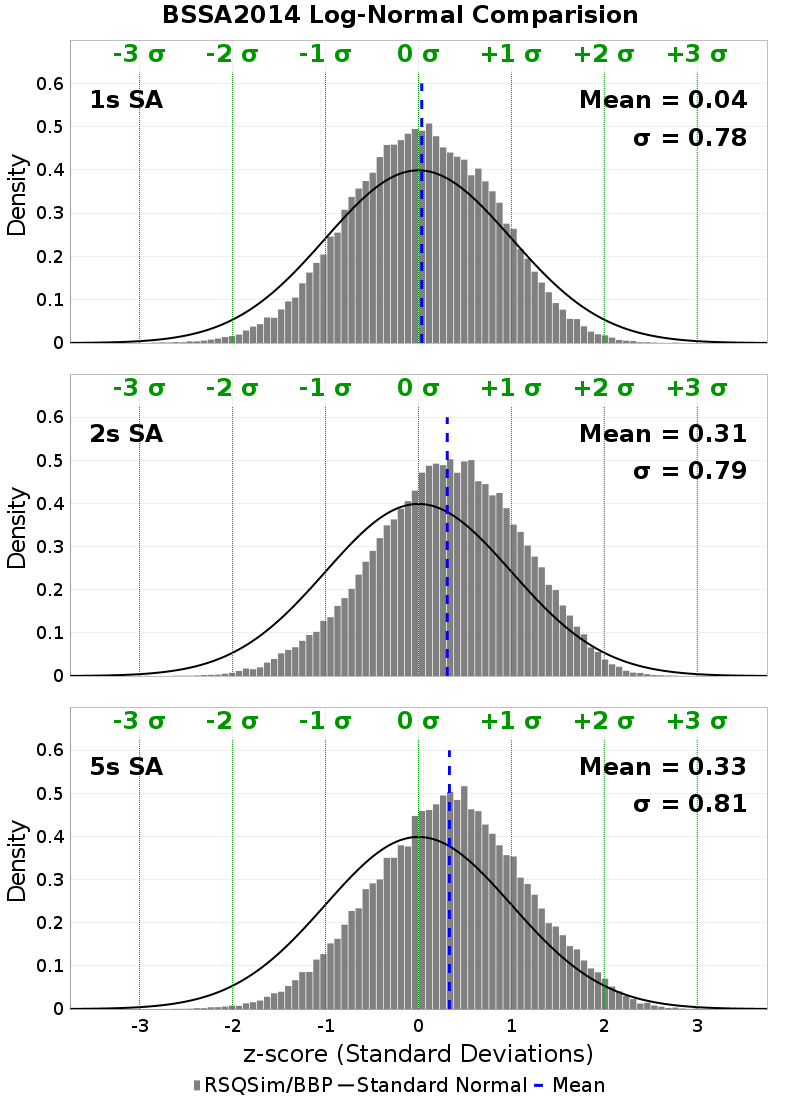 BSSA2014 Log-Normal Comparision
-3 σ -2 σ -1 σ 0 σ +1 σ +2 σ +3 σ
0.6
1s SA Mean = 0.04
0.5
σ = 0.78
0.4
Density
0.3
0.2
0.1
0
-3 σ -2 σ -1 σ 0 σ +1 σ +2 σ +3 σ
0.6
2s SA Mean = 0.31
0.5
σ = 0.79
0.4
Density
0.3
0.2
0.1
0
-3 σ -2 σ -1 σ 0 σ +1 σ +2 σ +3 σ
0.6
5s SA Mean = 0.33
0.5
σ = 0.81
0.4
Density
0.3
0.2
0.1
0
-3 -2 -1 0 1 2 3
z-score (Standard Deviations)
RSQSim/BBP Standard Normal Mean